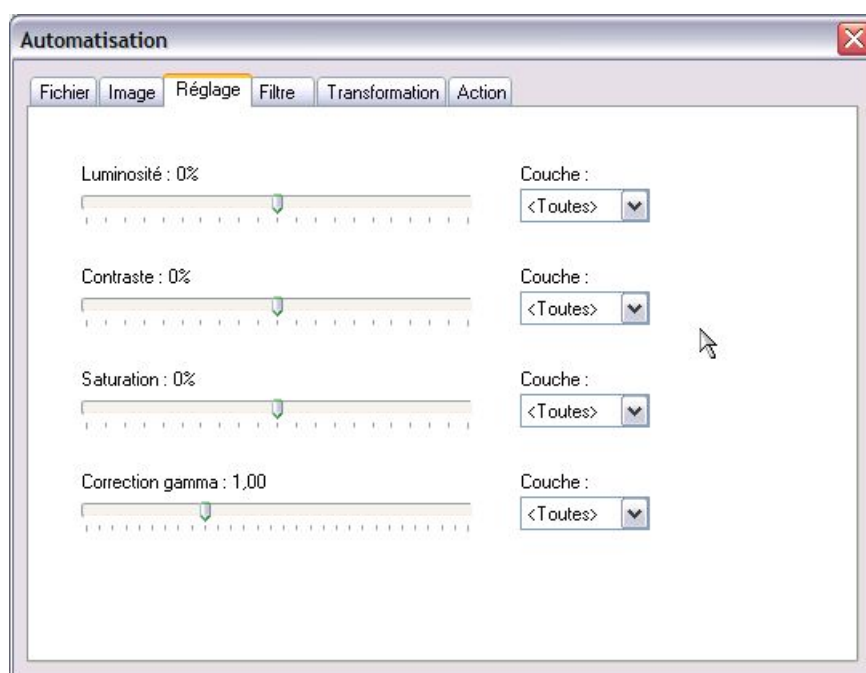 Automatisation
Fichier Image Réglage Filtre Transformation Action
Luminosité : 0% Couche :
<Toutes>
Contraste : 0% Couche :
<Toutes>
Saturation : 0% Couche :
<Toutes>
Correction gamma : 1,00 Couche :
<Toutes>